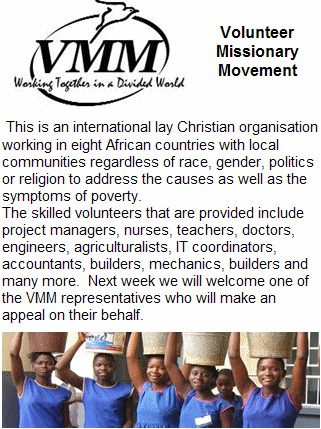 VMM
Working Together in a Divided World
Volunteer
Missionary
Movement
This is an international lay Christian organisation
working in eight African countries with local
communities regardless of race, gender, politics
or religion to address the causes as well as the
symptoms of poverty.
The skilled volunteers that are provided include
project managers, nurses, teachers, doctors,
engineers, agriculturalists, IT coordinators,
accountants, builders, mechanics, builders and
many more.  Next week we will welcome one of
the VMM representatives who will make an
appeal on their behalf.